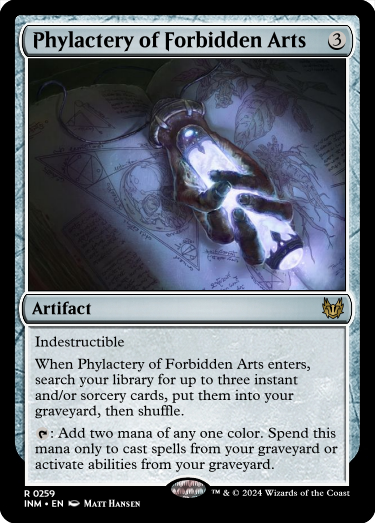 Phylactery of Forbidden Arts 3
Artifact
Indestructible
When Phylactery of Forbidden Arts enters,
search your library for up to three instant
and/or sorcery cards, put them into your
graveyard, then shuffle.
: Add two mana of any one color. Spend this
mana only to cast spells from your graveyard or
activate abilities from your graveyard.
R 0259
INM • EN Matt Hansen
™ & © 2024 Wizards of the Coast